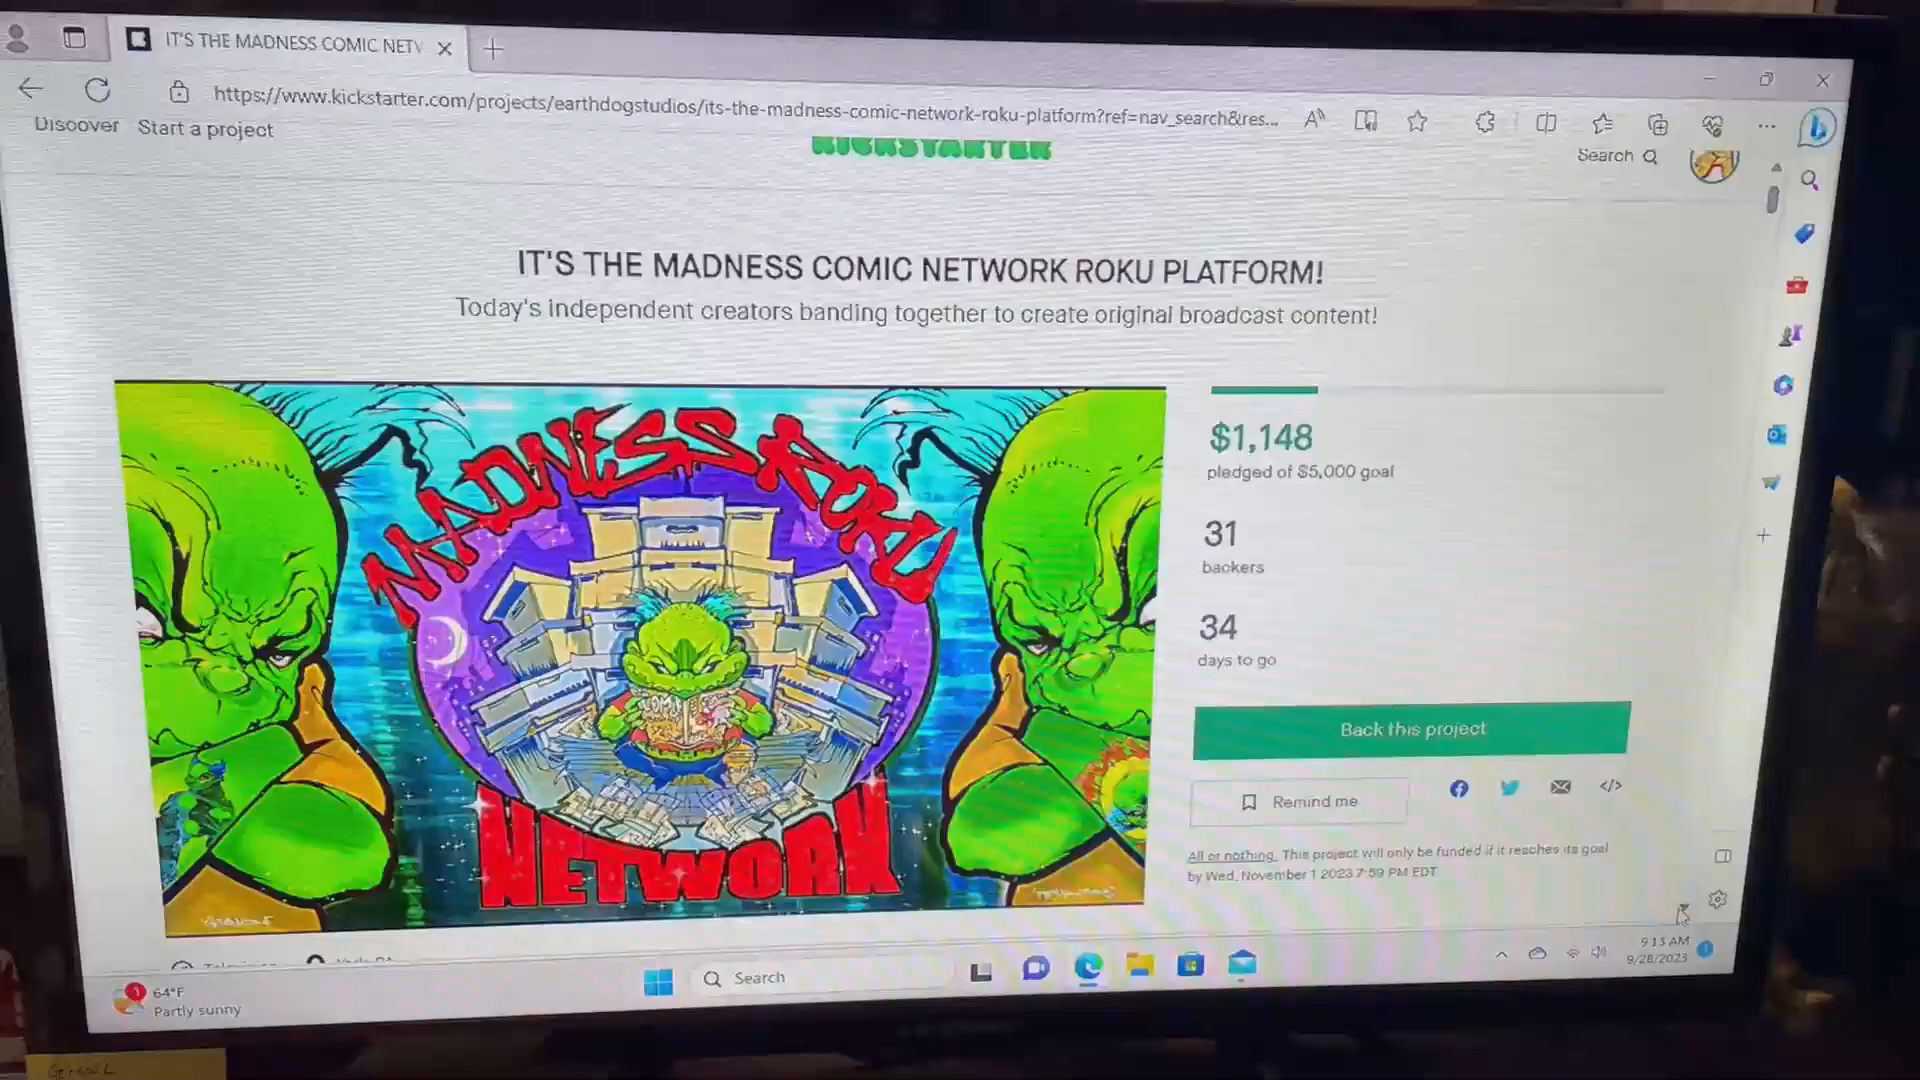 IT'S THE MADNESS COMIC NETV
https://www.kickstarter.com/projects/earthdogstudios/its-the-madness-comic-network-roku-platform?ref=nav_search&res...
Discover Start a project
KICKSTARTER
Search
IT'S THE MADNESS COMIC NETWORK ROKU PLATFORM!
Today's independent creators banding together to create original broadcast content!
MADNESS ROKU
NETWORK
$1,148
pledged of $5,000 goal
31
backers
34
days to go
Back this project
Remind me
All or nothing. This project will only be funded if it reaches its goal
by Wed, November 1 2023 7:59 PM EDT
64°F
Partly sunny
Search
9:13 AM
9/28/2023